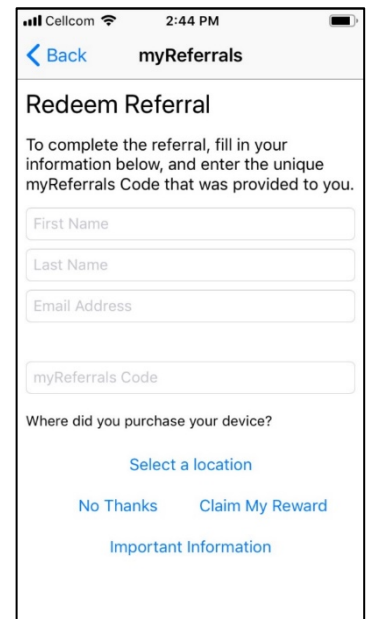 Cellcom 2:44 PM
Back myReferrals
Redeem Referral
To complete the referral, fill in your
information below, and enter the unique
myReferrals Code that was provided to you.
First Name
Last Name
Email Address
myReferrals Code
Where did you purchase your device?
Select a location
No Thanks Claim My Reward
Important Information